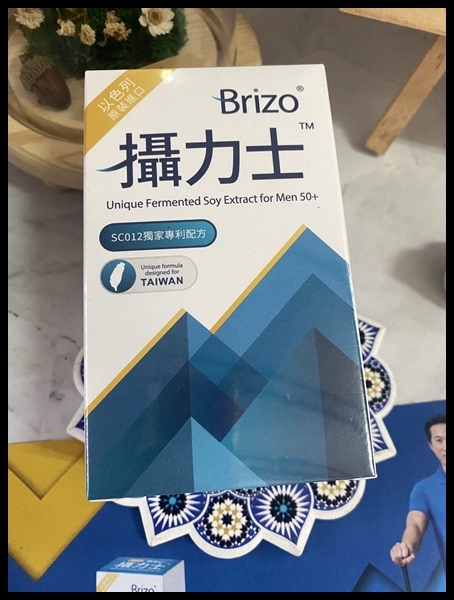 以色列
原裝進口
Brizo®
攝力士™
Unique Fermented Soy Extract for Men 50+
SC012獨家專利配方
Unique formula
designed for
TAIWAN
Brizo
攝力士